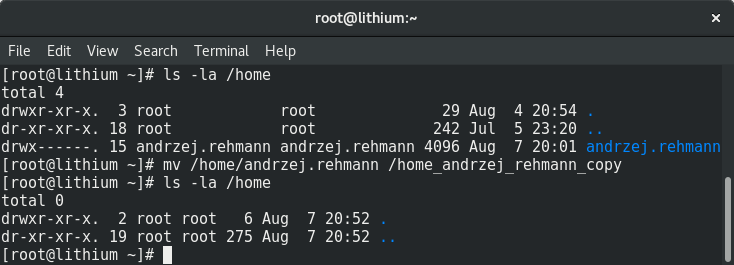 root@lithium:~ ×
File Edit View Search Terminal Help
[root@lithium ~]# ls -la /home
total 4
drwxr-xr-x.  3 root            root              29 Aug  4 20:54 .
dr-xr-xr-x. 18 root            root             242 Jul  5 23:20 ..
drwx------. 15 andrzej.rehmann andrzej.rehmann 4096 Aug  7 20:01 andrzej.rehmann
[root@lithium ~]# mv /home/andrzej.rehmann /home_andrzej_rehmann_copy
[root@lithium ~]# ls -la /home
total 0
drwxr-xr-x.  2 root root   6 Aug  7 20:52 .
dr-xr-xr-x. 19 root root 275 Aug  7 20:52 ..
[root@lithium ~]#